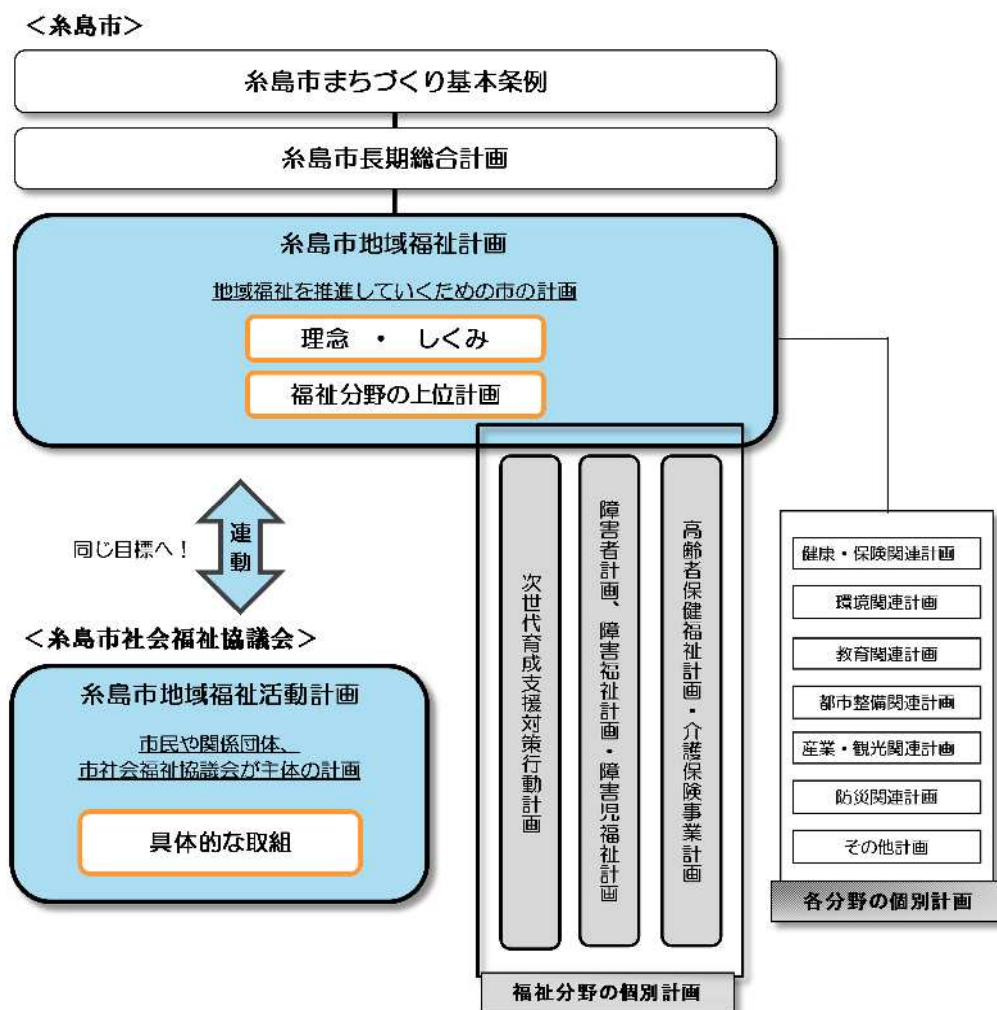 ＜糸島市＞
糸島市まちづくり基本条例
糸島市長期総合計画
糸島市地域福祉計画
地域福祉を推進していくための市の計画
理念　・　しくみ
福祉分野の上位計画
連動
同じ目標へ！
＜糸島市社会福祉協議会＞
糸島市地域福祉活動計画
市民や関係団体、
市社会福祉協議会が主体の計画
具体的な取組
次世代育成支援対策行動計画
障害者計画、障害福祉計画・障害児福祉計画
高齢者保健福祉計画・介護保険事業計画
福祉分野の個別計画
健康・保険関連計画
環境関連計画
教育関連計画
都市整備関連計画
産業・観光関連計画
防災関連計画
その他計画
各分野の個別計画